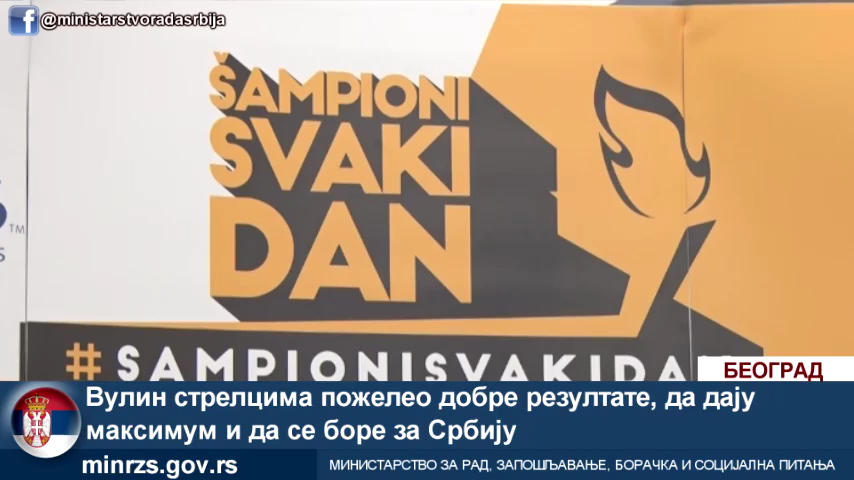 @ministarstvoradasrbija
ŠAMPIONI
SVAKI
DAN
S
TM
S
#SAMPIONISVAKIDA
БЕОГРАД
Вулин стрелцима пожелео добре резултате, да дају
максимум и да се боре за Србију
minrzs.gov.rs
МИНИСТАРСТВО ЗА РАД, ЗАПОШЉАВАЊЕ, БОРАЧКА И СОЦИЈАЛНА ПИТАЊА